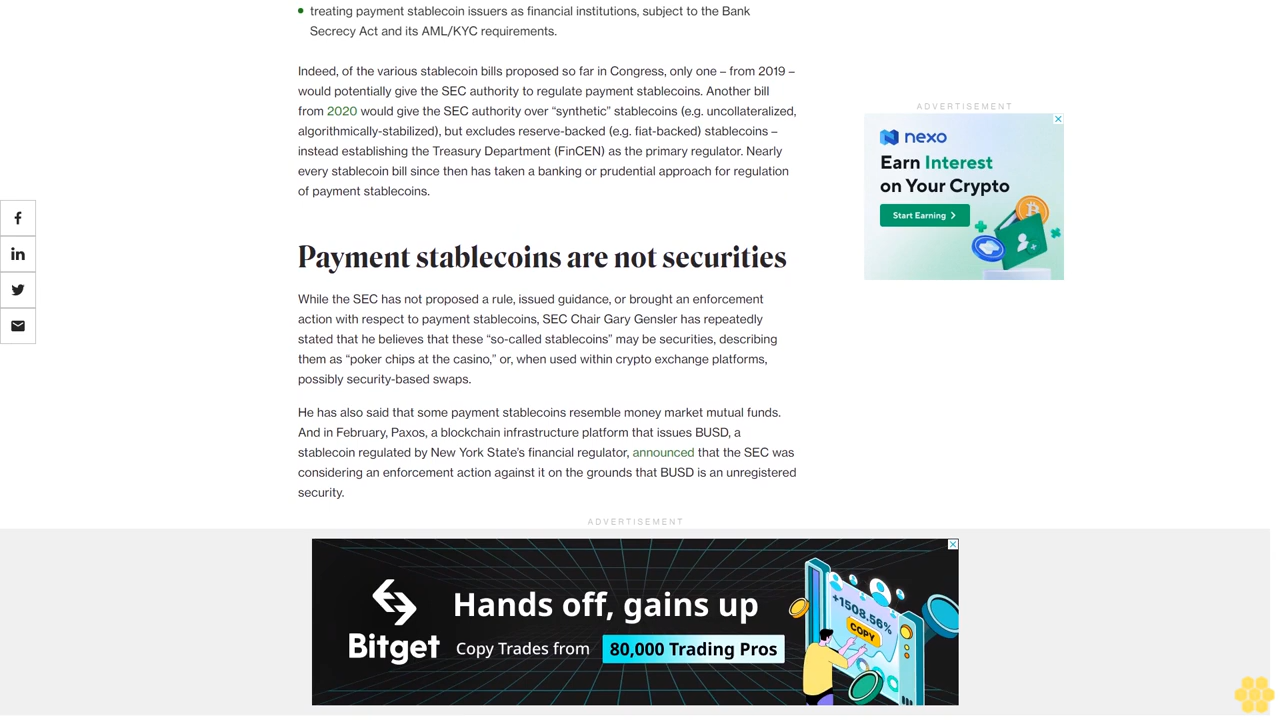 treating payment stablecoin issuers as financial institutions, subject to the Bank
Secrecy Act and its AML/KYC requirements.
Indeed, of the various stablecoin bills proposed so far in Congress, only one – from 2019 –
would potentially give the SEC authority to regulate payment stablecoins. Another bill
from 2020 would give the SEC authority over “synthetic” stablecoins (e.g. uncollateralized,
algorithmically-stabilized), but excludes reserve-backed (e.g. fiat-backed) stablecoins –
instead establishing the Treasury Department (FinCEN) as the primary regulator. Nearly
every stablecoin bill since then has taken a banking or prudential approach for regulation
of payment stablecoins.
Payment stablecoins are not securities
While the SEC has not proposed a rule, issued guidance, or brought an enforcement
action with respect to payment stablecoins, SEC Chair Gary Gensler has repeatedly
stated that he believes that these “so-called stablecoins” may be securities, describing
them as “poker chips at the casino,” or, when used within crypto exchange platforms,
possibly security-based swaps.
He has also said that some payment stablecoins resemble money market mutual funds.
And in February, Paxos, a blockchain infrastructure platform that issues BUSD, a
stablecoin regulated by New York State’s financial regulator, announced that the SEC was
considering an enforcement action against it on the grounds that BUSD is an unregistered
security.
ADVERTISEMENT
nexo
Earn Interest
on Your Crypto
Start Earning
ADVERTISEMENT
Bitget
Hands off, gains up
Copy Trades from 80,000 Trading Pros
+1508.56%
COPY